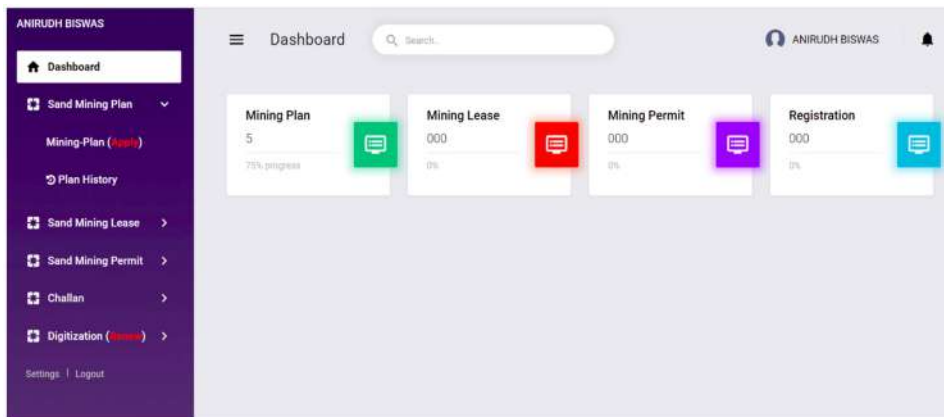 ANIRUDH BISWAS
Dashboard
Sand Mining Plan
Mining-Plan (Apply)
Plan History
Sand Mining Lease
Sand Mining Permit
Challan
Digitization (Renew)
Settings | Logout
Dashboard
Search..
ANIRUDH BISWAS
Mining Plan
5
75% progress
Mining Lease
000
0%
Mining Permit
000
0%
Registration
000
0%